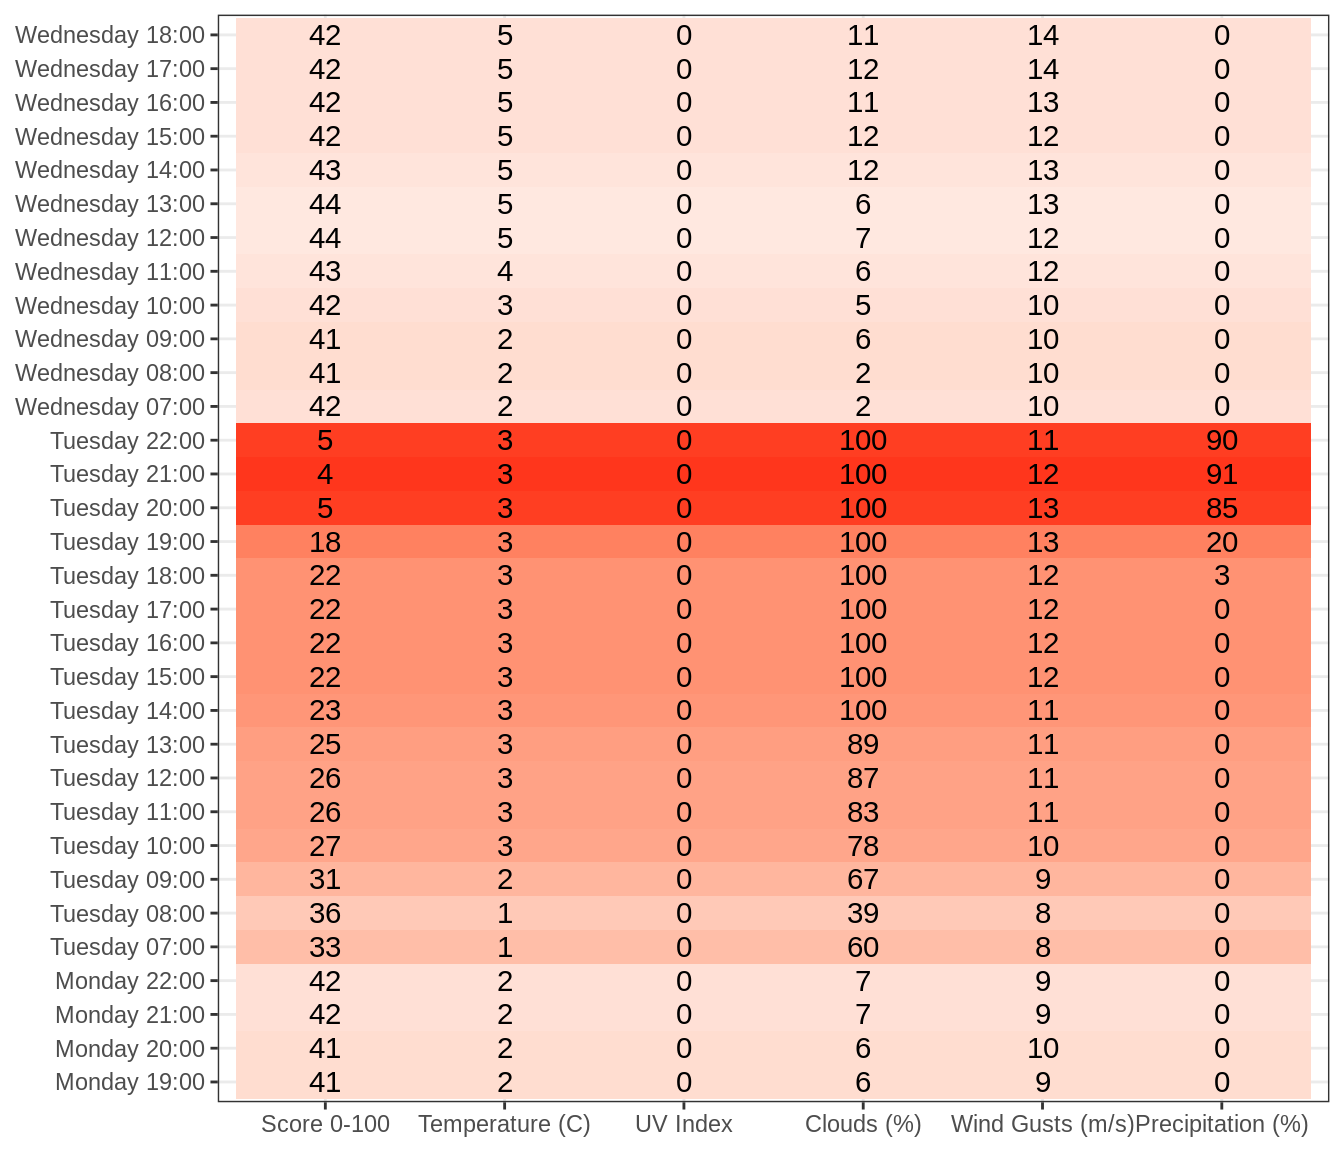 Wednesday 18:00 42 5 0 11 14 0
Wednesday 17:00 42 5 0 12 14 0
Wednesday 16:00 42 5 0 11 13 0
Wednesday 15:00 42 5 0 12 12 0
Wednesday 14:00 43 5 0 12 13 0
Wednesday 13:00 44 5 0 6 13 0
Wednesday 12:00 44 5 0 7 12 0
Wednesday 11:00 43 4 0 6 12 0
Wednesday 10:00 42 3 0 5 10 0
Wednesday 09:00 41 2 0 6 10 0
Wednesday 08:00 41 2 0 2 10 0
Wednesday 07:00 42 2 0 2 10 0
Tuesday 22:00 5 3 0 100 11 90
Tuesday 21:00 4 3 0 100 12 91
Tuesday 20:00 5 3 0 100 13 85
Tuesday 19:00 18 3 0 100 13 20
Tuesday 18:00 22 3 0 100 12 3
Tuesday 17:00 22 3 0 100 12 0
Tuesday 16:00 22 3 0 100 12 0
Tuesday 15:00 22 3 0 100 12 0
Tuesday 14:00 23 3 0 100 11 0
Tuesday 13:00 25 3 0 89 11 0
Tuesday 12:00 26 3 0 87 11 0
Tuesday 11:00 26 3 0 83 11 0
Tuesday 10:00 27 3 0 78 10 0
Tuesday 09:00 31 2 0 67 9 0
Tuesday 08:00 36 1 0 39 8 0
Tuesday 07:00 33 1 0 60 8 0
Monday 22:00 42 2 0 7 9 0
Monday 21:00 42 2 0 7 9 0
Monday 20:00 41 2 0 6 10 0
Monday 19:00 41 2 0 6 9 0
Score 0-100 Temperature (C) UV Index Clouds (%) Wind Gusts (m/s) Precipitation (%)